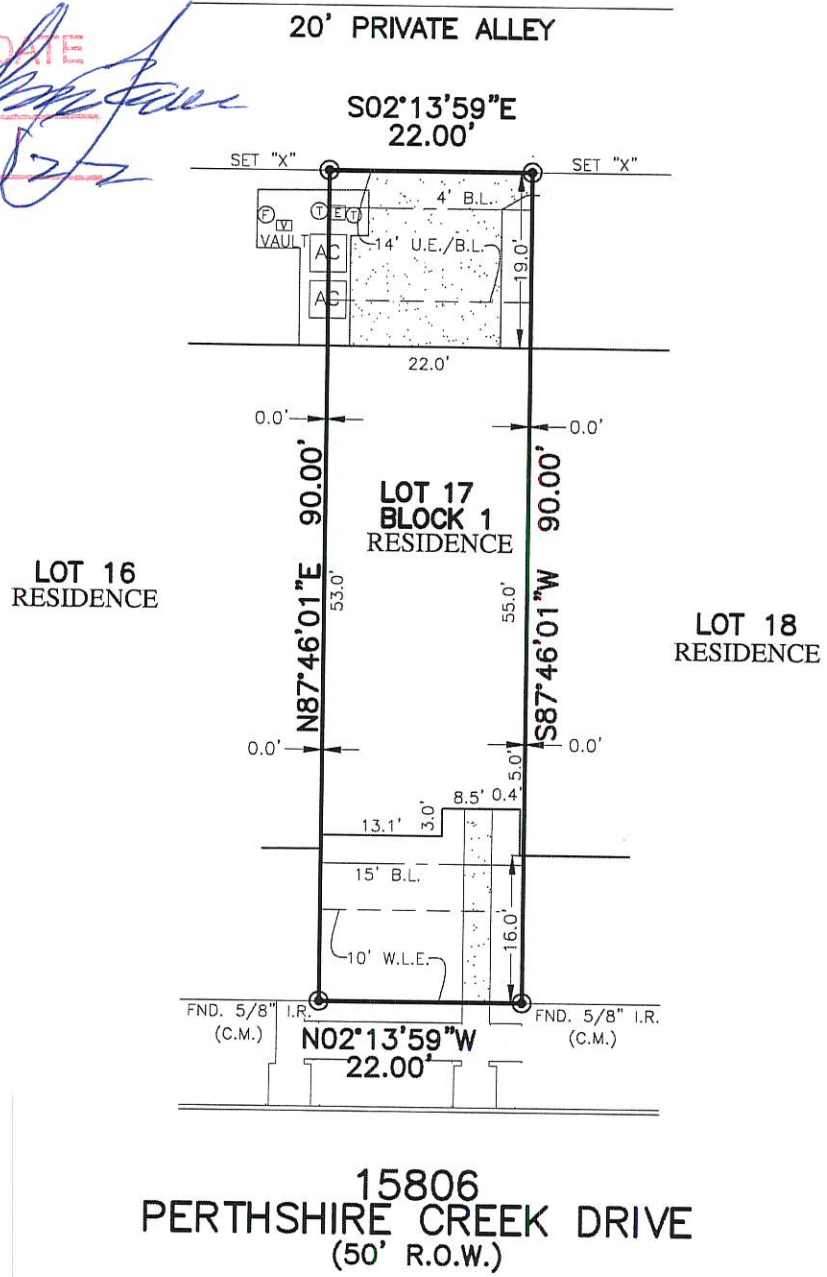 20' PRIVATE ALLEY
DATE
S02°13'59"E
22.00'
SET "X"
SET "X"
4' B.L.
F
T
E
T
V
VAULT
14' U.E./B.L.
19.0'
AC
AC
22.0'
0.0'
0.0'
N87°46'01"E 90.00'
S87°46'01"W 90.00'
LOT 17
BLOCK 1
RESIDENCE
LOT 16
RESIDENCE
53.0'
55.0'
LOT 18
RESIDENCE
0.0'
0.0'
5.0'
8.5' 0.4'
13.1'
3.0'
15' B.L.
16.0'
10' W.L.E.
FND. 5/8" I.R.
(C.M.)
FND. 5/8" I.R.
(C.M.)
N02°13'59"W
22.00'
15806
PERTHSHIRE CREEK DRIVE
(50' R.O.W.)